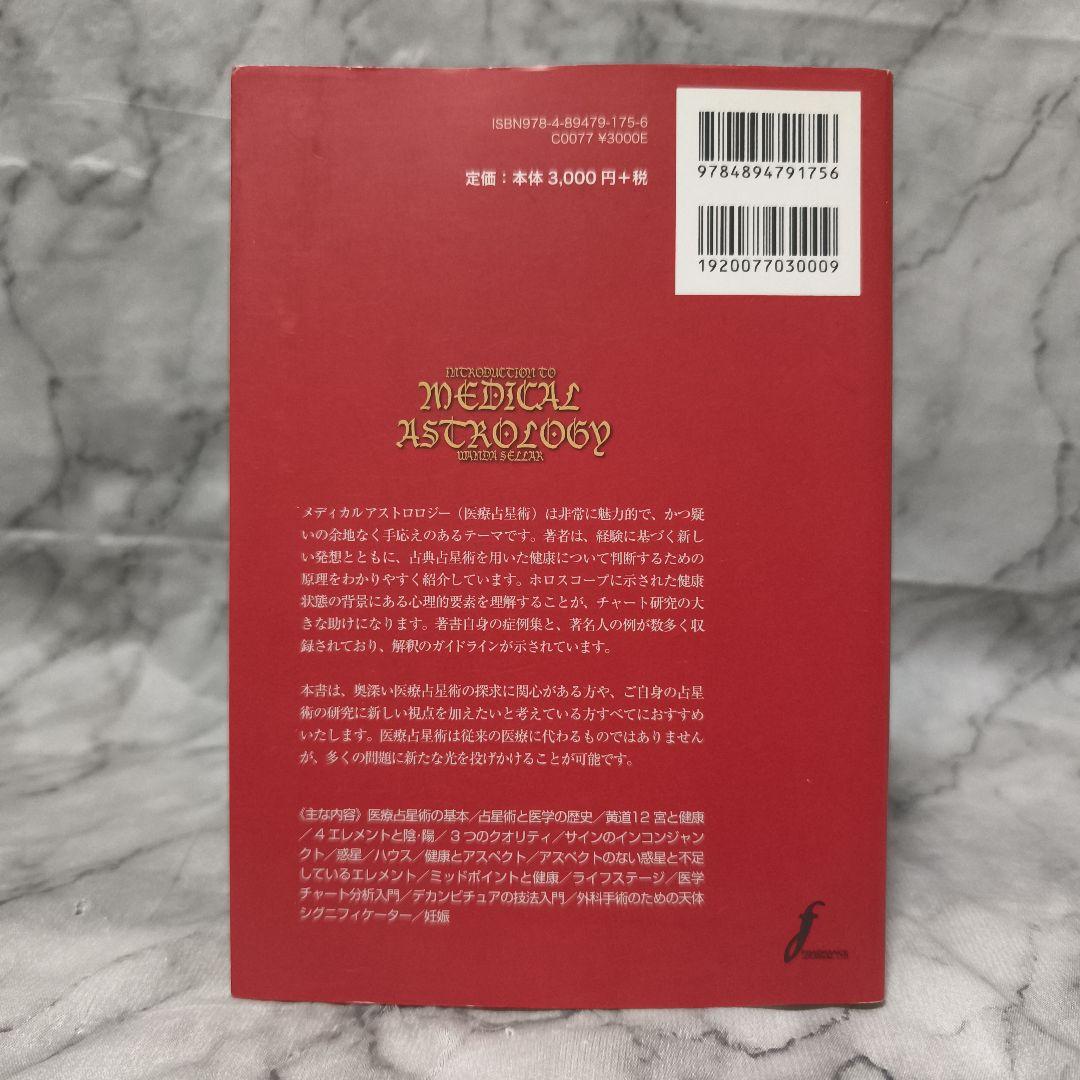 ISBN978-4-89479-175-6
C0077 ¥3000E
定価：本体 3,000 円＋税
9784894791756
1920077030009
INTRODUCTION TO
MEDICAL
ASTROLOGY
WANDA SELLAR
メディカルアストロロジー（医療占星術）は非常に魅力的で、かつ疑
いの余地なく手応えのあるテーマです。著者は、経験に基づく新し
い発想とともに、古典占星術を用いた健康について判断するための
原理をわかりやすく紹介しています。ホロスコープに示された健康
状態の背景にある心理的要素を理解することが、チャート研究の大
きな助けになります。著書自身の症例集と、著名人の例が数多く収
録されており、解釈のガイドラインが示されています。
本書は、奥深い医療占星術の探求に関心がある方や、ご自身の占星
術の研究に新しい視点を加えたいと考えている方すべてにおすすめ
いたします。医療占星術は従来の医療に代わるものではありません
が、多くの問題に新たな光を投げかけることが可能です。
《主な内容》医療占星術の基本／占星術と医学の歴史／黄道12 宮と健康
／4 エレメントと陰・陽／3 つのクオリティ／サインのインコンジャン
クト／惑星／ハウス／健康とアスペクト／アスペクトのない惑星と不足
しているエレメント／ミッドポイントと健康／ライフステージ／医学
チャート分析入門／デカンビチュアの技法入門／外科手術のための天体
シグニフィケーター／妊娠
f